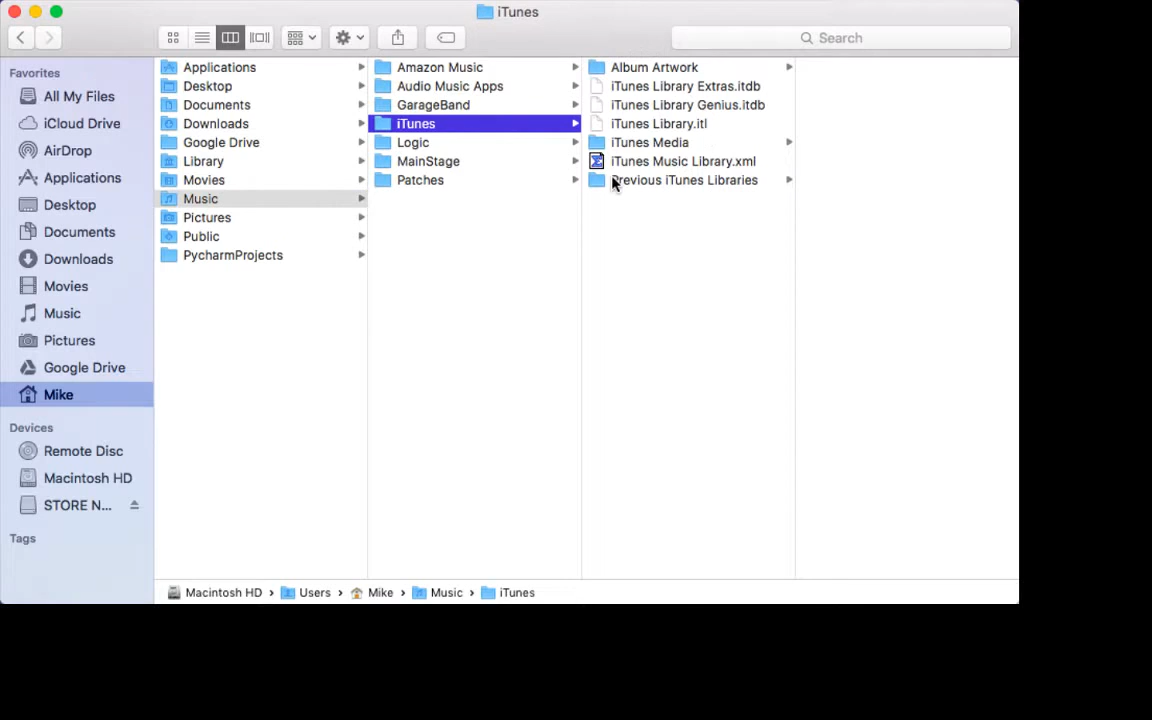 iTunes
Search
Favorites
All My Files
iCloud Drive
AirDrop
Applications
Desktop
Documents
Downloads
Movies
Music
Pictures
Google Drive
Mike
Devices
Remote Disc
Macintosh HD
STORE N...
Tags
Applications
Desktop
Documents
Downloads
Google Drive
Library
Movies
Music
Pictures
Public
PycharmProjects
Amazon Music
Audio Music Apps
GarageBand
iTunes
Logic
MainStage
Patches
Album Artwork
iTunes Library Extras.itdb
iTunes Library Genius.itdb
iTunes Library.itl
iTunes Media
iTunes Music Library.xml
Previous iTunes Libraries
Macintosh HD › Users › Mike › Music › iTunes